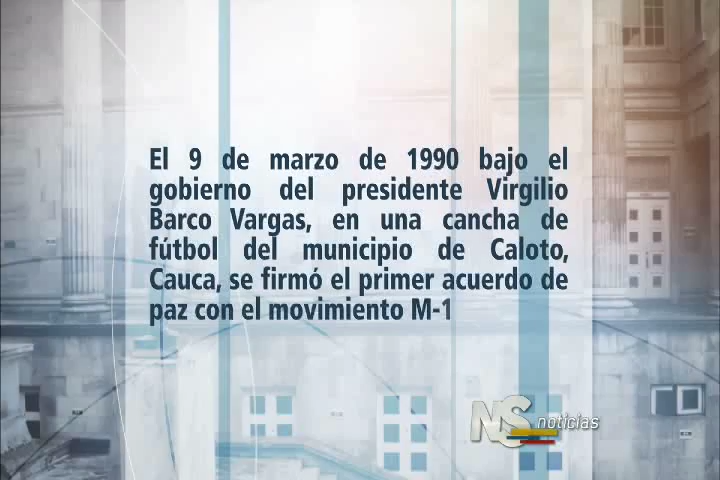 El 9 de marzo de 1990 bajo el
gobierno del presidente Virgilio
Barco Vargas, en una cancha de
fútbol del municipio de Caloto,
Cauca, se firmó el primer acuerdo de
paz con el movimiento M-1
NS noticias